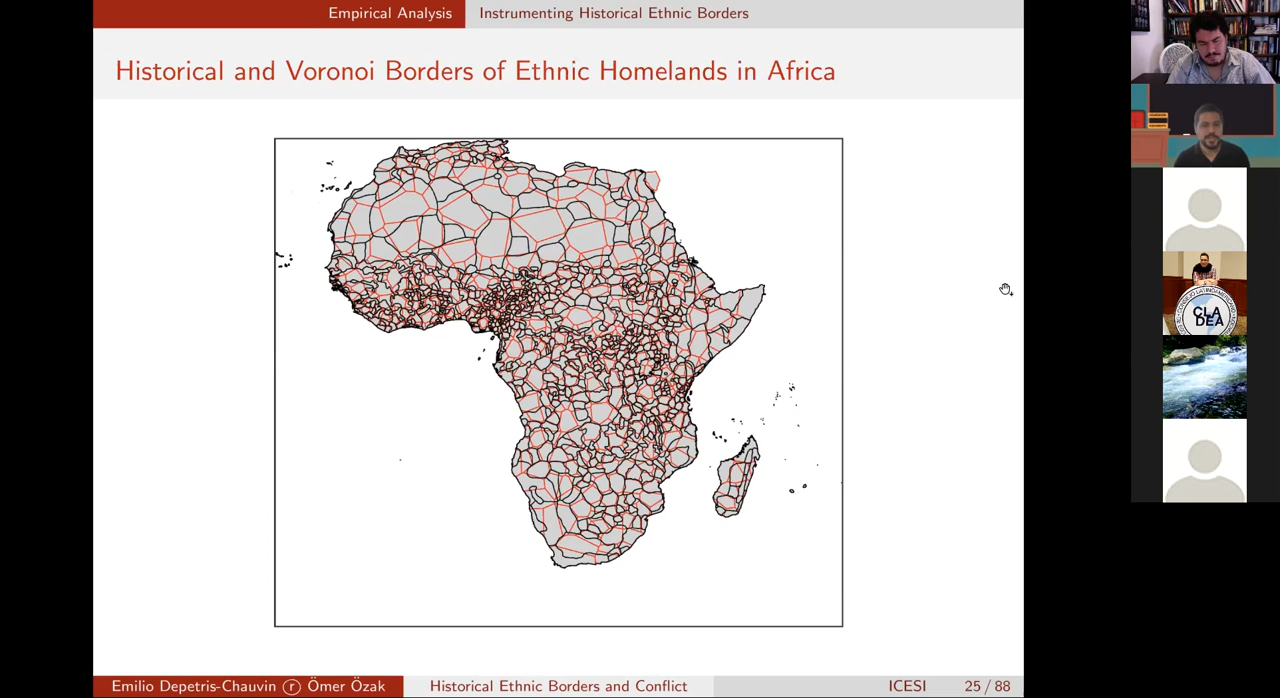 Empirical Analysis Instrumenting Historical Ethnic Borders
Historical and Voronoi Borders of Ethnic Homelands in Africa
CLA
DEA
Emilio Depetris-Chauvin ⓡ Ömer Özak Historical Ethnic Borders and Conflict ICESI 25 / 88